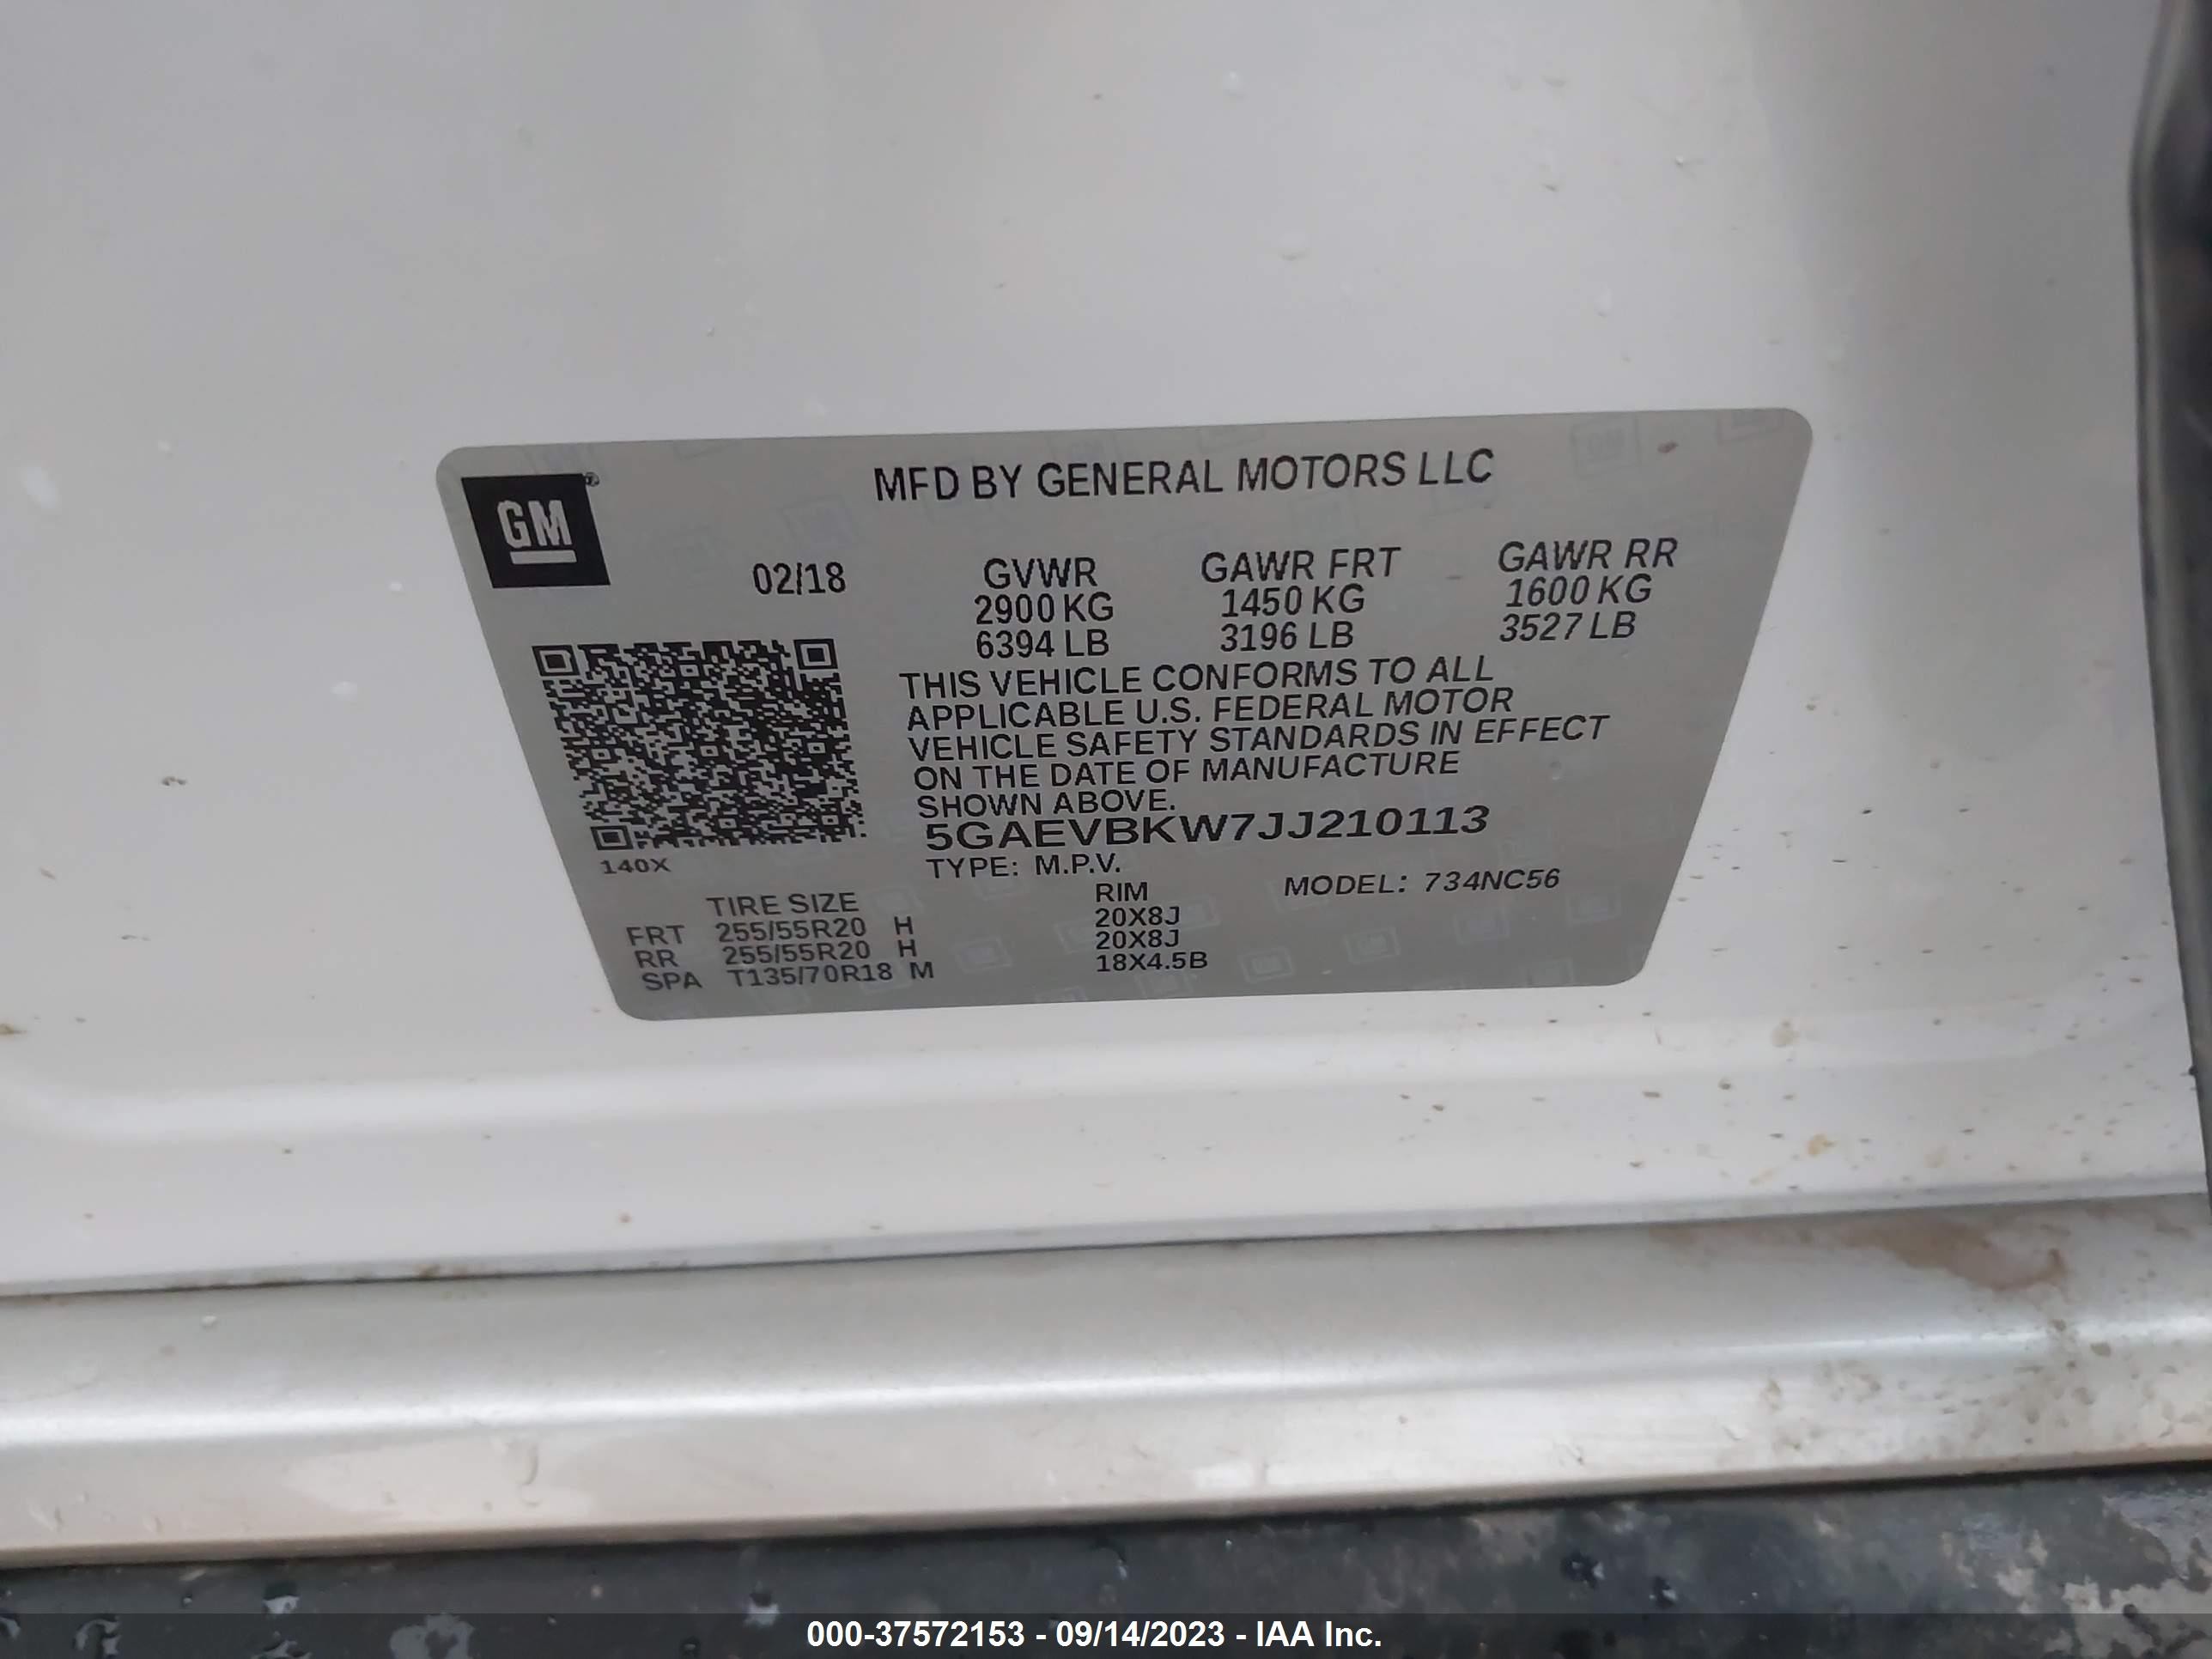 GM
MFD BY GENERAL MOTORS LLC
02/18 GVWR GAWR FRT GAWR RR
2900 KG 1450 KG 1600 KG
6394 LB 3196 LB 3527 LB
THIS VEHICLE CONFORMS TO ALL
APPLICABLE U.S. FEDERAL MOTOR
VEHICLE SAFETY STANDARDS IN EFFECT
ON THE DATE OF MANUFACTURE
SHOWN ABOVE.
5GAEVBKW7JJ210113
140X
TYPE: M.P.V.
MODEL: 734NC56
TIRE SIZE RIM
FRT 255/55R20 H 20X8J
RR 255/55R20 H 20X8J
SPA T135/70R18 M 18X4.5B
000-37572153 - 09/14/2023 - IAA Inc.